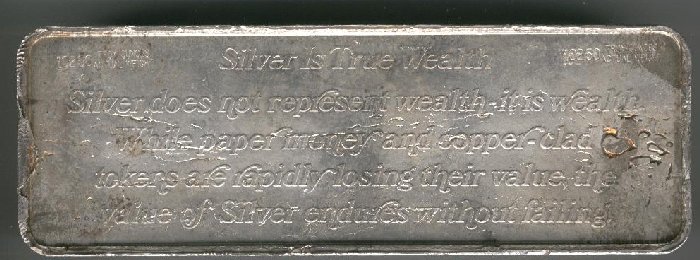 Silver Is True Wealth
Silver does not represent wealth-it is wealth.
While paper money and copper-clad
tokens are rapidly losing their value, the
value of Silver endures without failing.